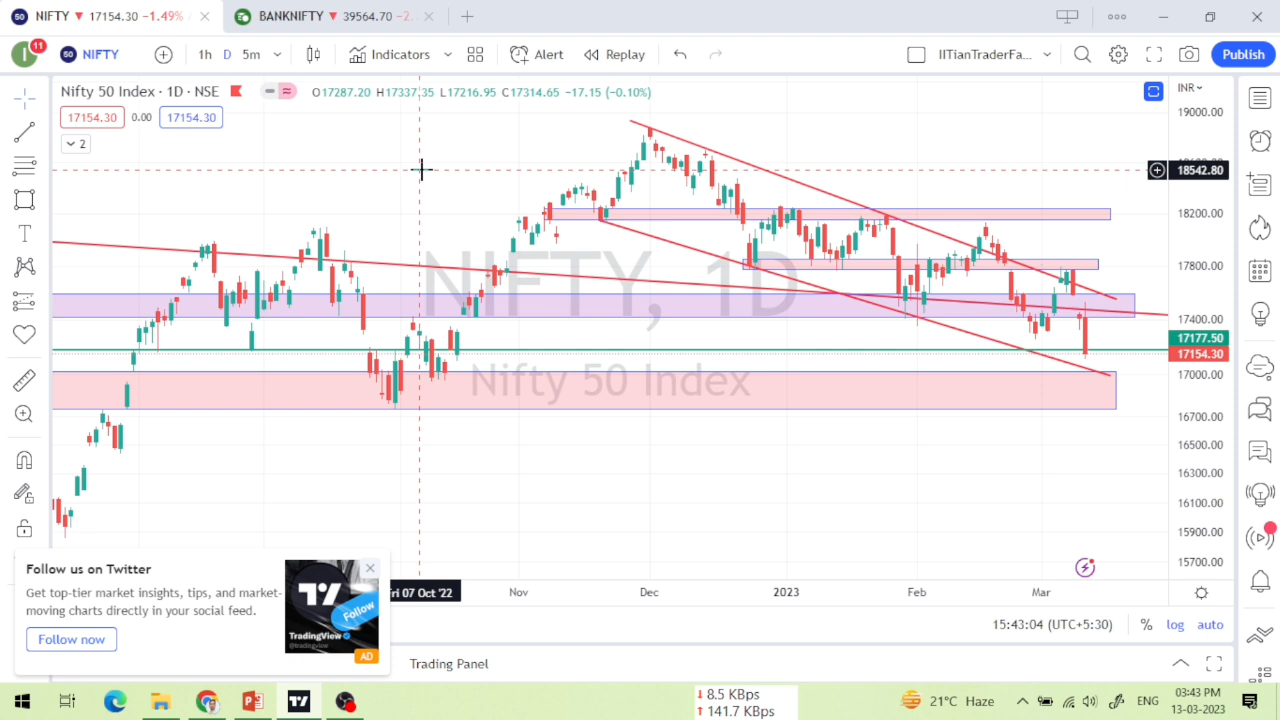 NIFTY ▼ 17154.30 −1.49%
BANKNIFTY ▼ 39564.70 −2.
11
50 NIFTY
1h D 5m
Indicators
Alert
Replay
IITianTraderFa...
Publish
Nifty 50 Index · 1D · NSE
O17287.20 H17337.35 L17216.95 C17314.65 −17.15 (−0.10%)
INR
17154.30 0.00 17154.30
2
19000.00
18542.80
18200.00
17800.00
17400.00
17177.50
17154.30
17000.00
16700.00
16500.00
16300.00
16100.00
15900.00
15700.00
NIFTY, 1D
Nifty 50 Index
Follow us on Twitter
Get top-tier market insights, tips, and market-
moving charts directly in your social feed.
Follow now
Follow
TradingView
@tradingview
AD
Fri 07 Oct '22
Nov Dec 2023 Feb Mar
15:43:04 (UTC+5:30) % log auto
Trading Panel
8.5 KBps
141.7 KBps
21°C Haze
ENG
03:43 PM
13-03-2023